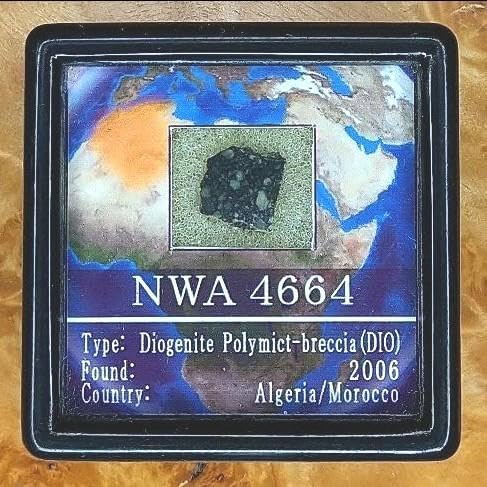 NWA 4664
Type: Diogenite Polymict-breccia(DIO)
Found: 2006
Country: Algeria/Morocco